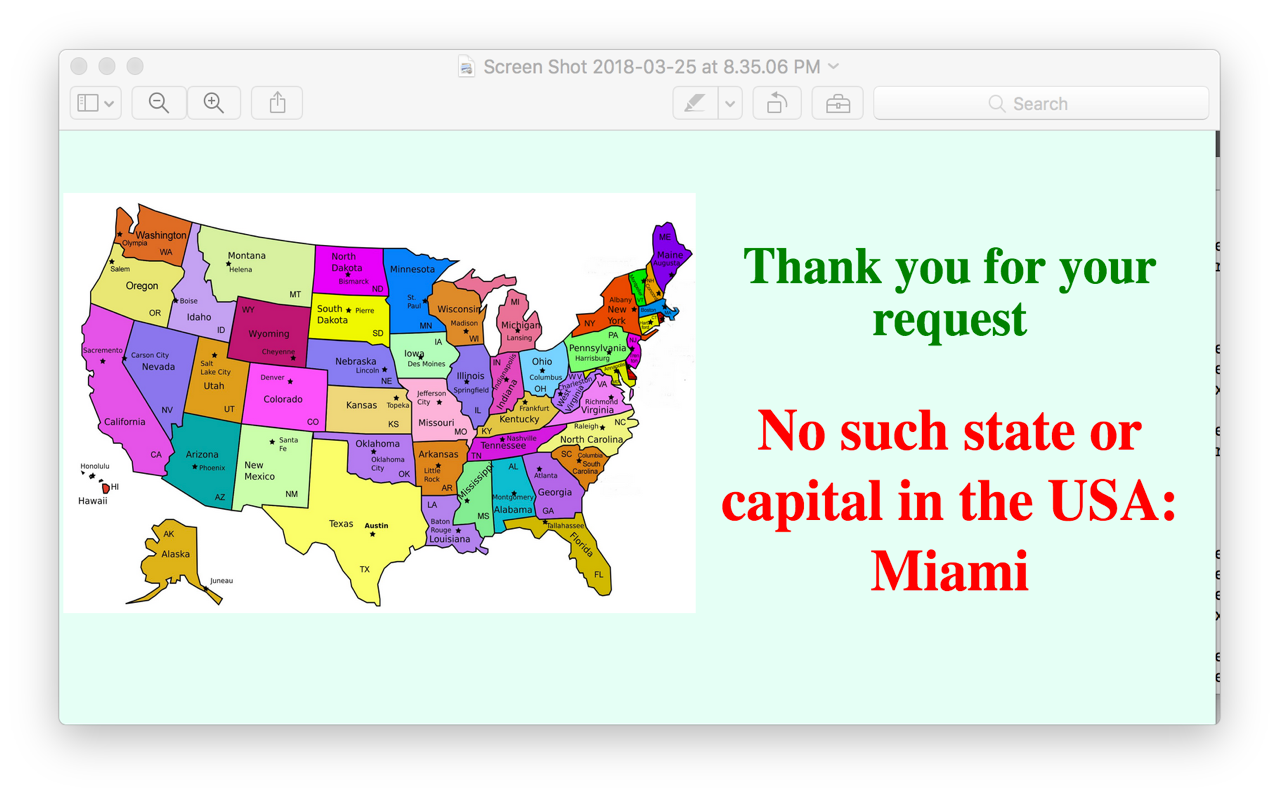 Screen Shot 2018-03-25 at 8.35.06 PM
Search
Thank you for your
request
No such state or
capital in the USA:
Miami
Washington
Olympia
WA
Salem
Oregon
OR
Boise
Idaho
ID
Montana
Helena
MT
North
Dakota
Bismarck
ND
South
Dakota
Pierre
SD
Minnesota
St.
Paul
MN
Wisconsin
Madison
WI
MI
Michigan
Lansing
WY
Wyoming
Cheyenne
Sacramento
California
CA
Carson City
Nevada
NV
Salt
Lake City
Utah
UT
Denver
Colorado
CO
Nebraska
Lincoln
NE
IA
Iowa
Des Moines
Kansas
Topeka
KS
Jefferson
City
Missouri
MO
Illinois
Springfield
IL
IN
Indianapolis
Indiana
Ohio
Columbus
OH
PA
Pennsylvania
Harrisburg
Albany
New
York
NY
ME
Maine
Augusta
WV
Charleston
West
Virginia
VA
Richmond
Virginia
Frankfurt
Kentucky
KY
Nashville
Tennessee
TN
Raleigh
NC
North Carolina
SC
Columbia
South
Carolina
Arizona
Phoenix
AZ
Santa
Fe
New
Mexico
NM
Oklahoma
Oklahoma
City
OK
Arkansas
Little
Rock
AR
Mississippi
MS
AL
Montgomery
Alabama
Atlanta
Georgia
GA
LA
Baton
Rouge
Louisiana
Texas
Austin
TX
Tallahassee
Florida
FL
Honolulu
HI
Hawaii
AK
Alaska
Juneau